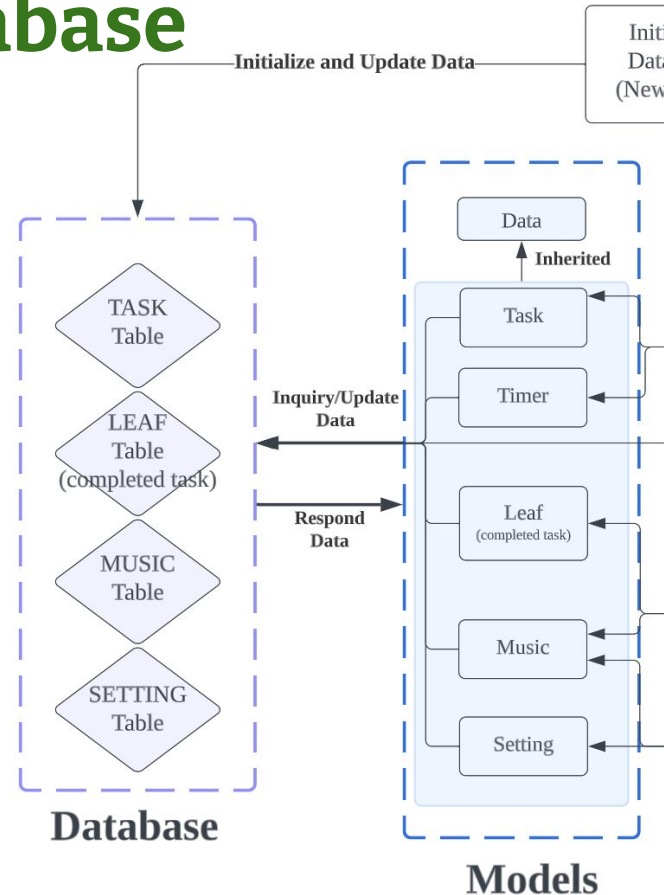 abase
Initialize and Update Data
Initi
Data
(New
Data
Inherited
TASK
Table
Task
Timer
Inquiry/Update
Data
LEAF
Table
(completed task)
Respond
Data
Leaf
(completed task)
MUSIC
Table
Music
SETTING
Table
Setting
Database
Models